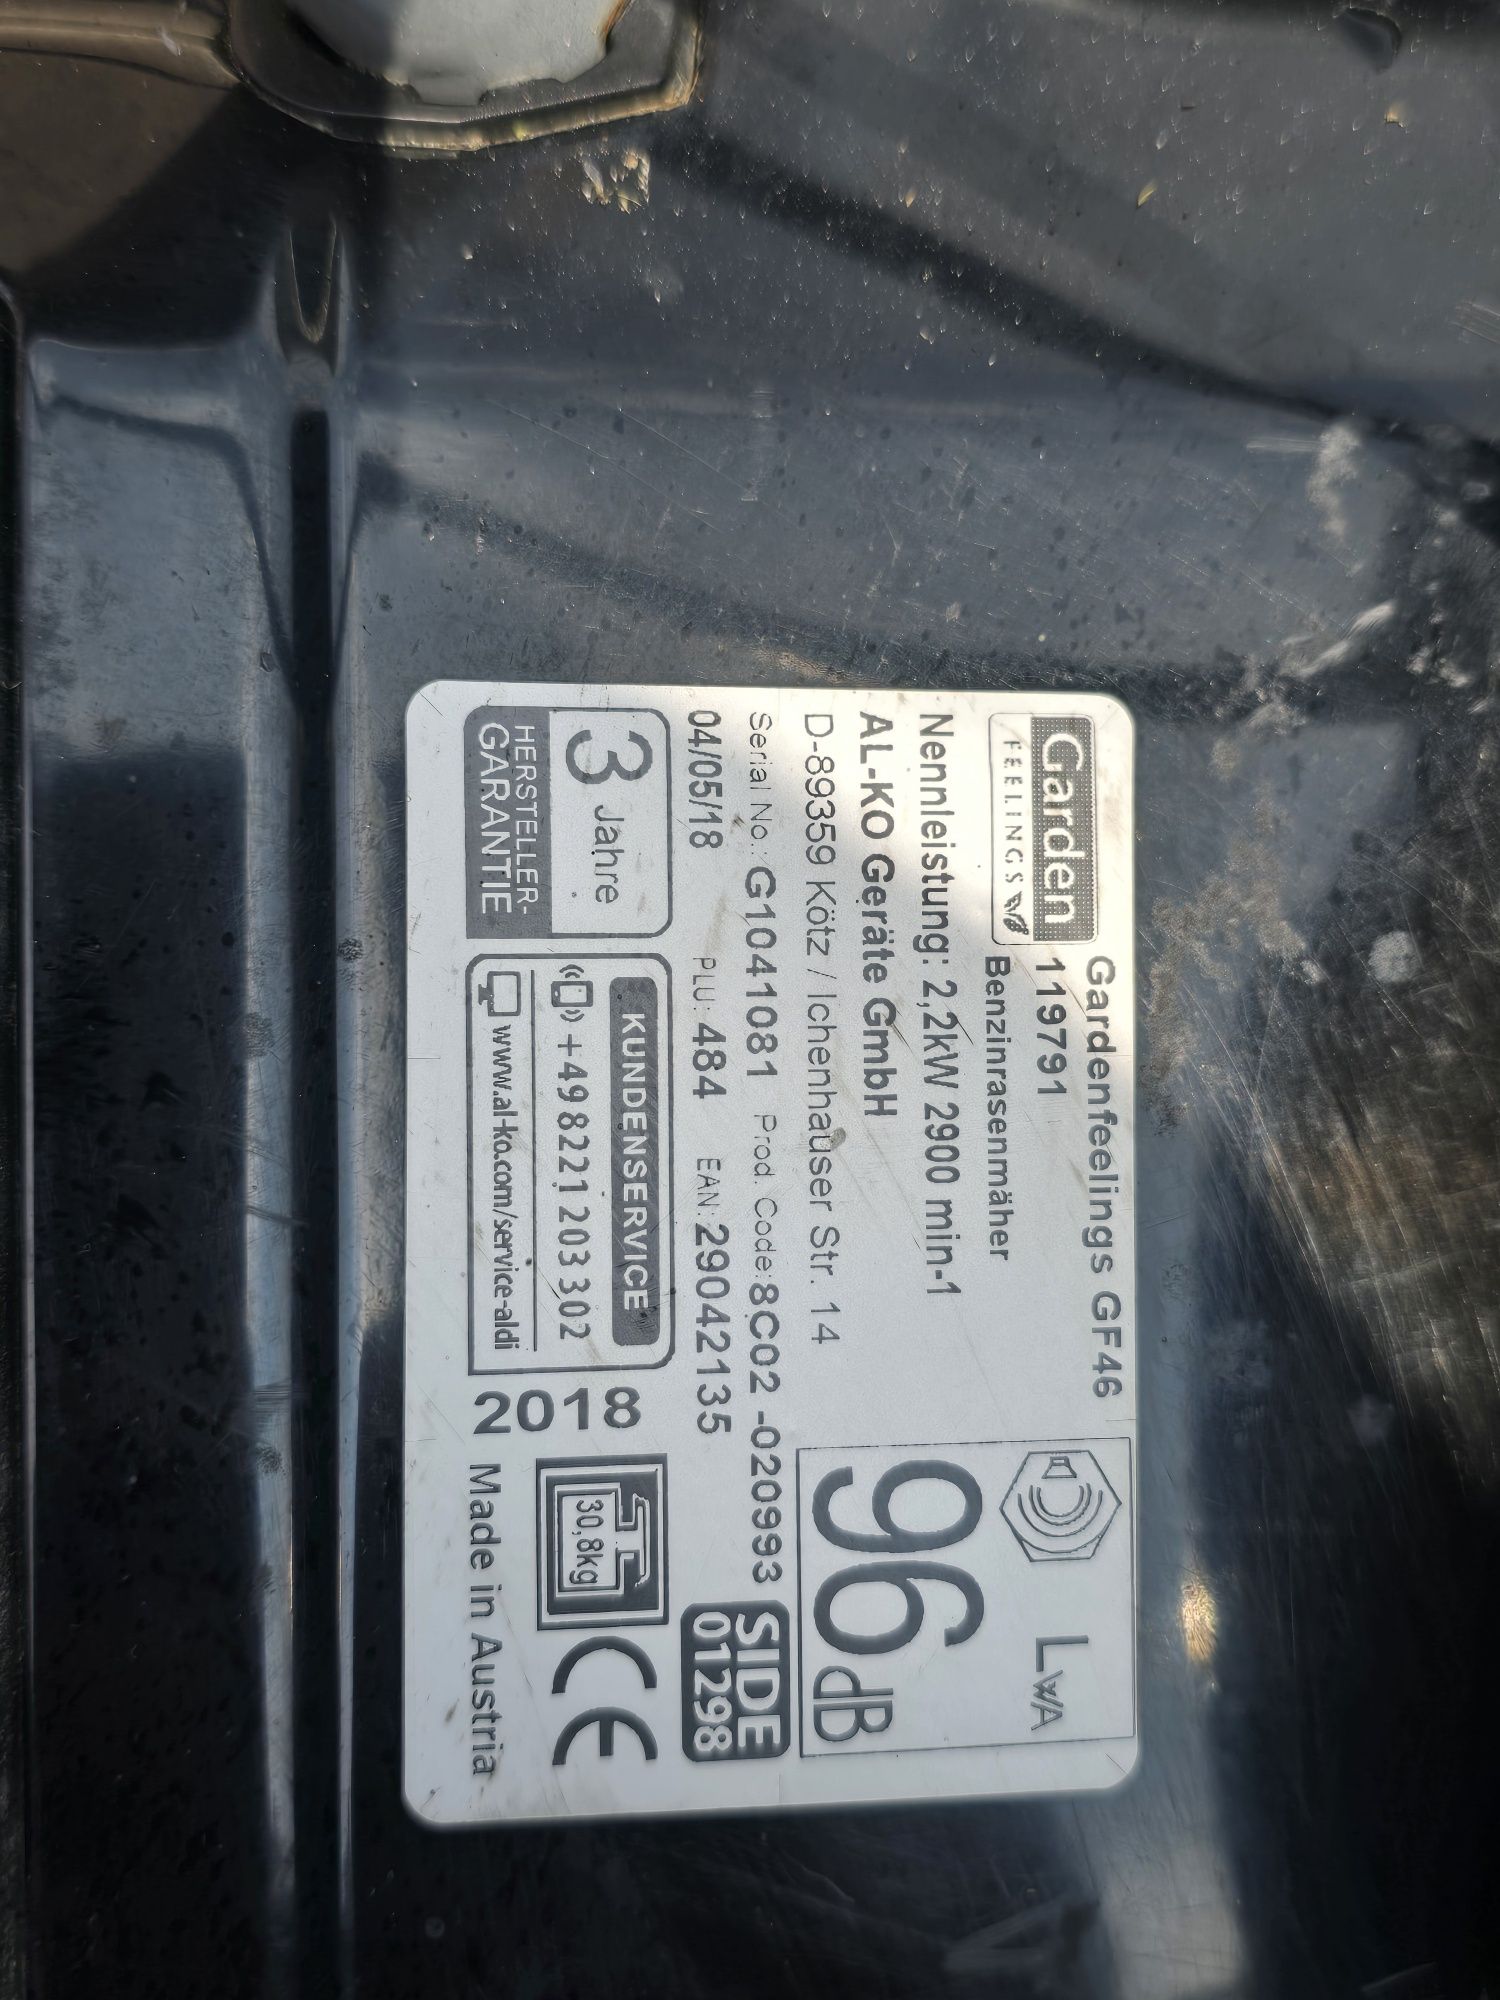 Garden
FEELINGS
Gardenfeelings GF46
119791
Benzinrasenmäher
Nennleistung: 2,2kW 2900 min-1
AL-KO Geräte GmbH
D-89359 Kötz / Ichenhauser Str. 14
LWA
96dB
Serial No.: G1041081 Prod. Code: 8C02 -020993
04/05/18 PLU: 484 EAN: 29042135
SIDE
01298
3 Jahre
HERSTELLER-
GARANTIE
KUNDENSERVICE
+49 8221 203 302
www.al-ko.com/service-aldi
2018
30,8kg
CE
Made in Austria